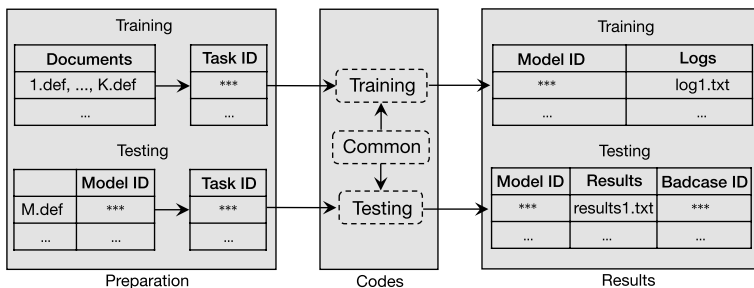 Training
Documents
Task ID
1.def, ..., K.def
***
...
...
Testing
Model ID
Task ID
M.def
***
***
...
...
...
Preparation
Training
Common
Testing
Codes
Training
Model ID
Logs
***
log1.txt
...
...
Testing
Model ID
Results
Badcase ID
***
results1.txt
***
...
...
...
Results